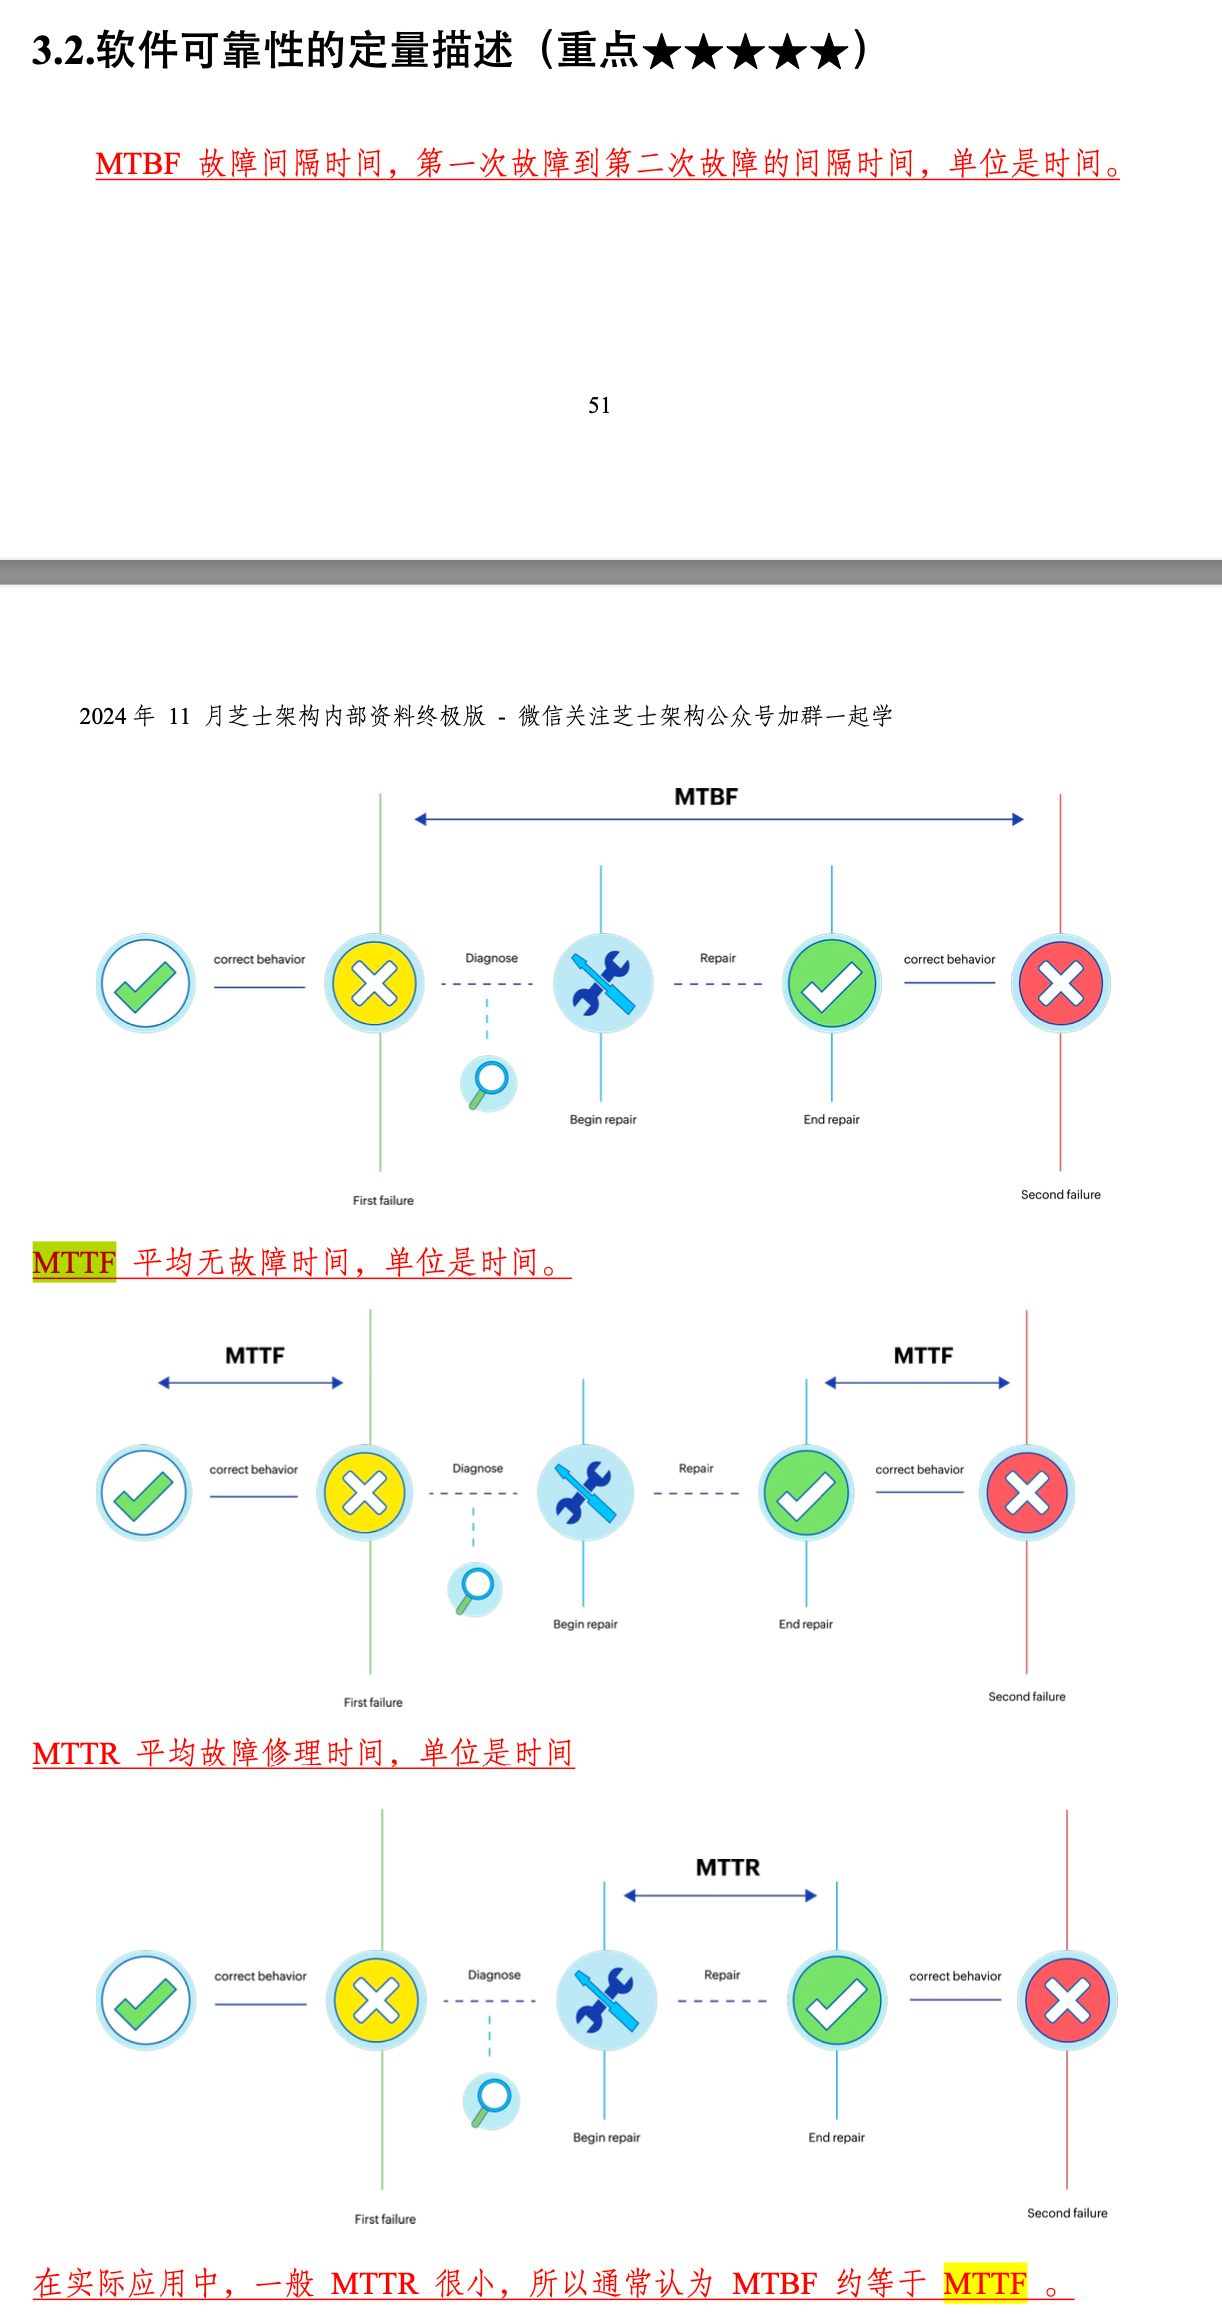 3.2.软件可靠性的定量描述（重点★★★★★）
MTBF 故障间隔时间，第一次故障到第二次故障的间隔时间，单位是时间。
51
2024 年 11 月芝士架构内部资料终极版 - 微信关注芝士架构公众号加群一起学
MTBF
correct behavior Diagnose Repair correct behavior
Begin repair End repair
First failure Second failure
MTTF 平均无故障时间，单位是时间。
MTTF MTTF
correct behavior Diagnose Repair correct behavior
Begin repair End repair
First failure Second failure
MTTR 平均故障修理时间，单位是时间
MTTR
correct behavior Diagnose Repair correct behavior
Begin repair End repair
First failure Second failure
在实际应用中，一般 MTTR 很小，所以通常认为 MTBF 约等于 MTTF 。